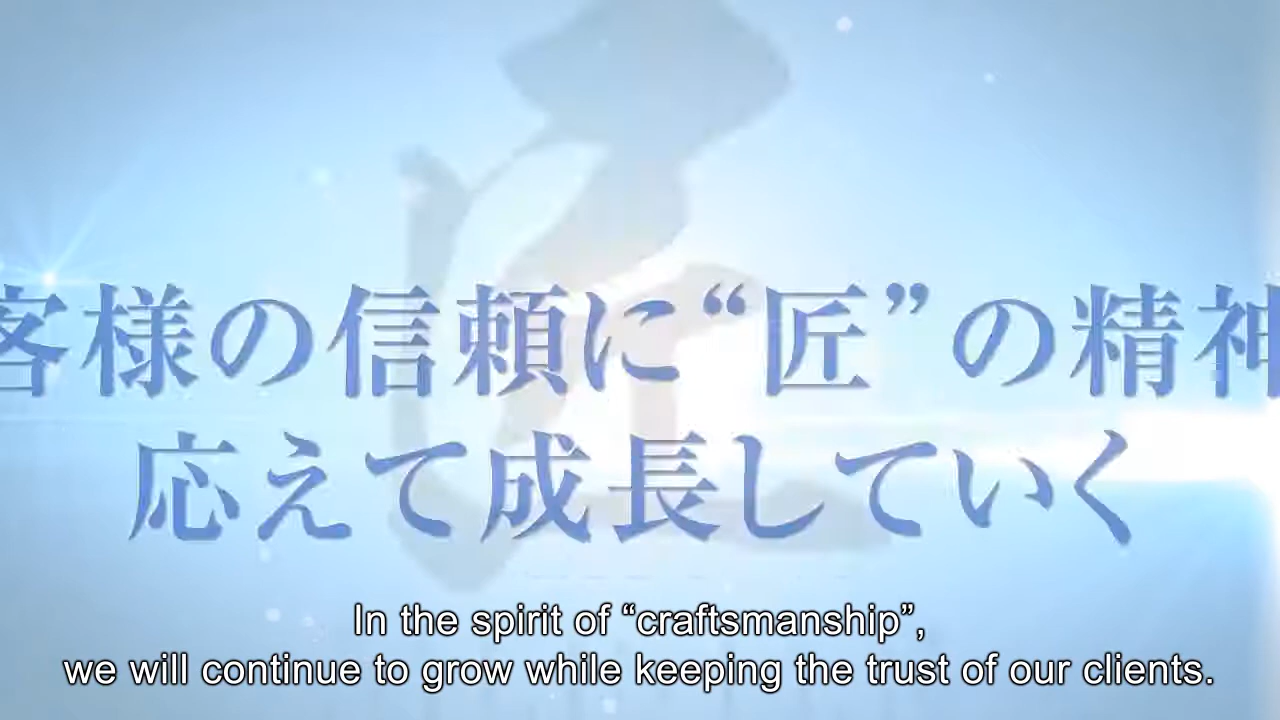 客様の信頼に“匠”の精神
応えて成長していく
In the spirit of “craftsmanship”,
we will continue to grow while keeping the trust of our clients.